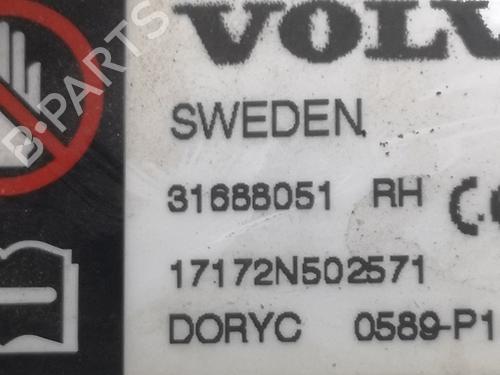 VOLV
SWEDEN,
31688051 RH
17172N502571
DORYC 0589-P1
B-PARTS